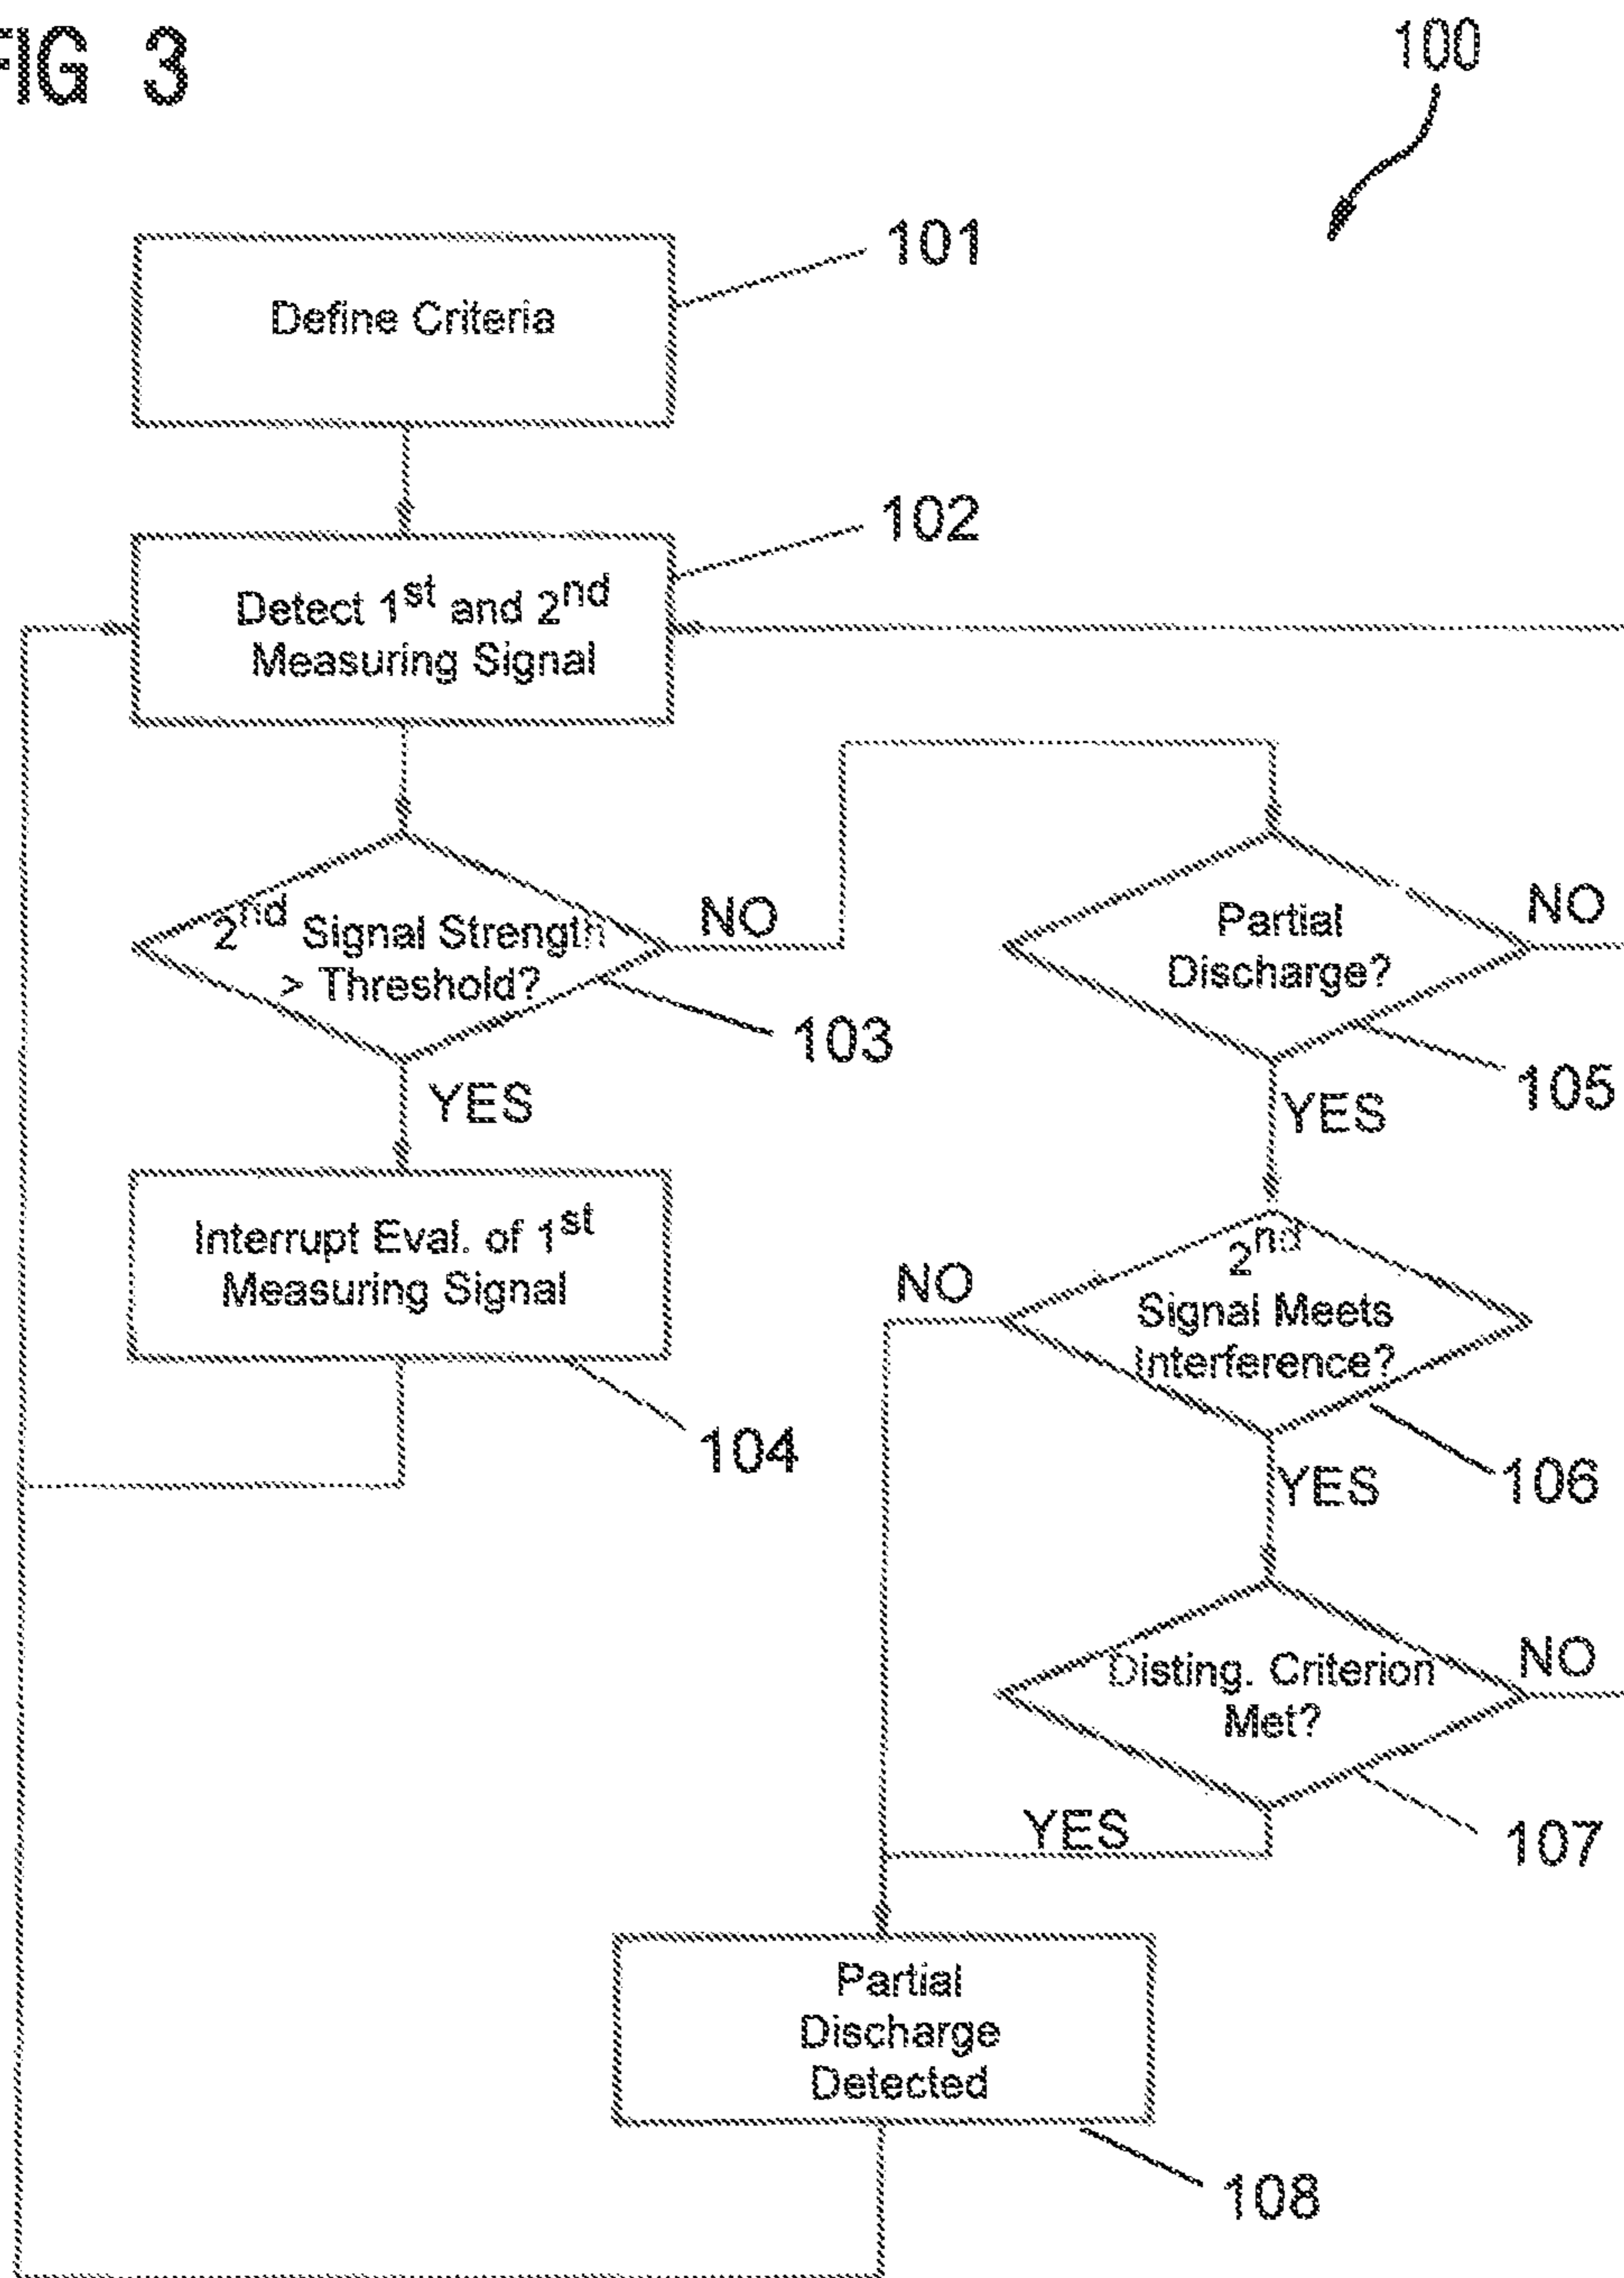 FIG 3
100
101
Define Criteria
102
Detect 1st and 2nd
Measuring Signal
2nd Signal Strength
> Threshold?
NO
103
YES
Partial
Discharge?
NO
105
YES
Interrupt Eval. of 1st
Measuring Signal
104
2nd
Signal Meets
Interference?
NO
106
YES
Disting. Criterion
Met?
NO
107
YES
Partial
Discharge
Detected
108